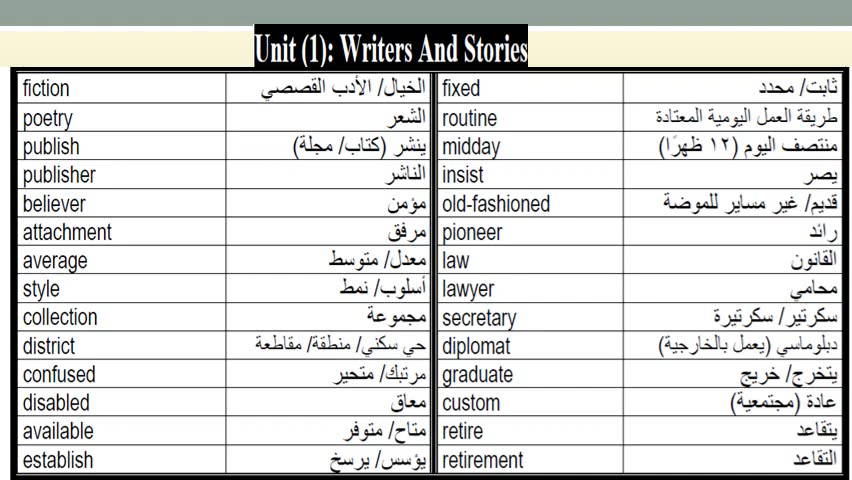 Unit (1): Writers And Stories
fiction الخيال/ الأدب القصصي fixed ثابت/ محدد
poetry الشعر routine طريقة العمل اليومية المعتادة
publish ينشر (كتاب/ مجلة) midday منتصف اليوم (١٢ ظهرًا)
publisher الناشر insist يصر
believer مؤمن old-fashioned قديم/ غير مساير للموضة
attachment مرفق pioneer رائد
average معدل/ متوسط law القانون
style أسلوب/ نمط lawyer محامي
collection مجموعة secretary سكرتير/ سكرتيرة
district حي سكني/ منطقة/ مقاطعة diplomat دبلوماسي (يعمل بالخارجية)
confused مرتبك/ متحير graduate يتخرج/ خريج
disabled معاق custom عادة (مجتمعية)
available متاح/ متوفر retire يتقاعد
establish يؤسس/ يرسخ retirement التقاعد